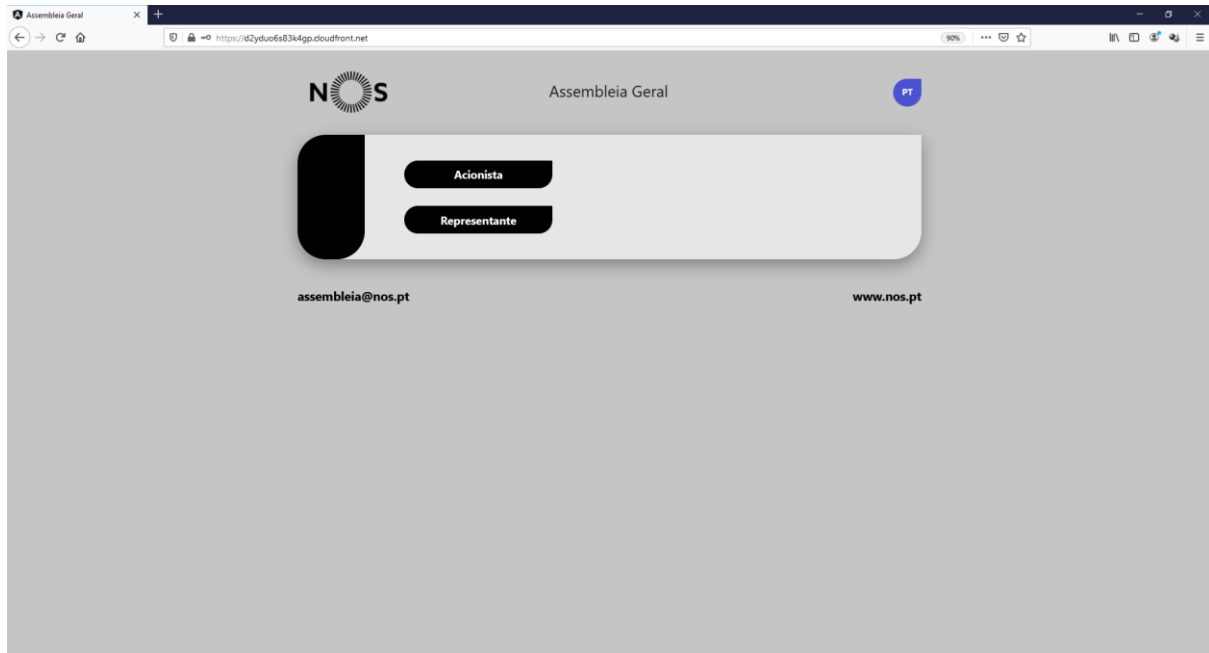 Assembleia Geral
https://d2yduo6s83k4gp.cloudfront.net
90%
NOS
Assembleia Geral
PT
Acionista
Representante
assembleia@nos.pt
www.nos.pt